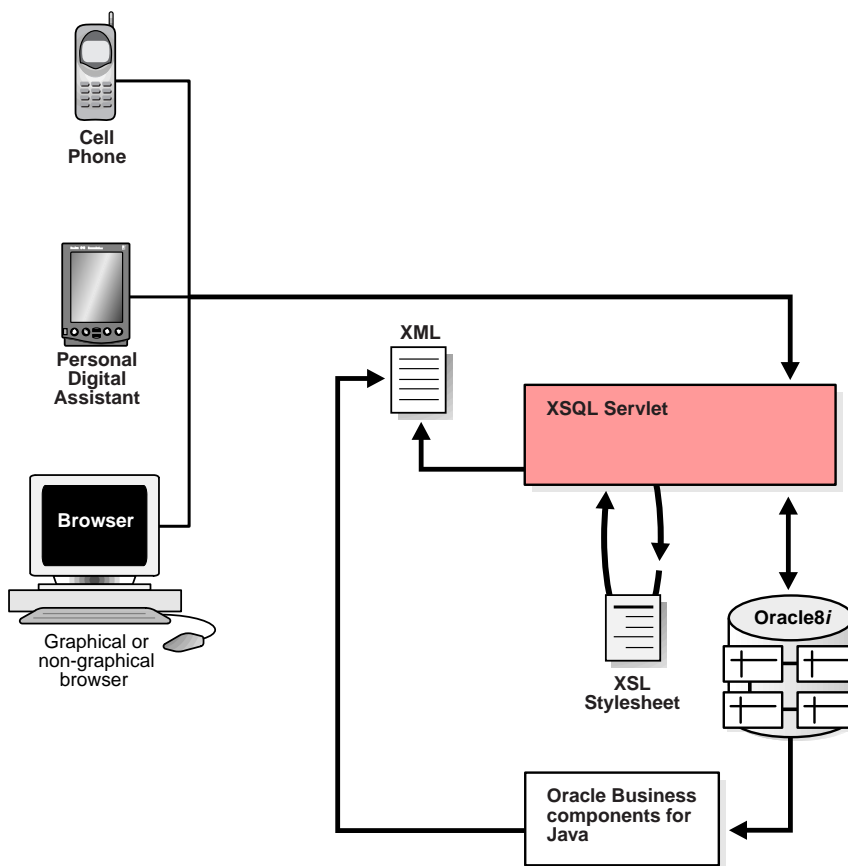 Cell
Phone
Personal
Digital
Assistant
XML
XSQL Servlet
Browser
Graphical or
non-graphical
browser
XSL
Stylesheet
Oracle8i
Oracle Business
components for
Java